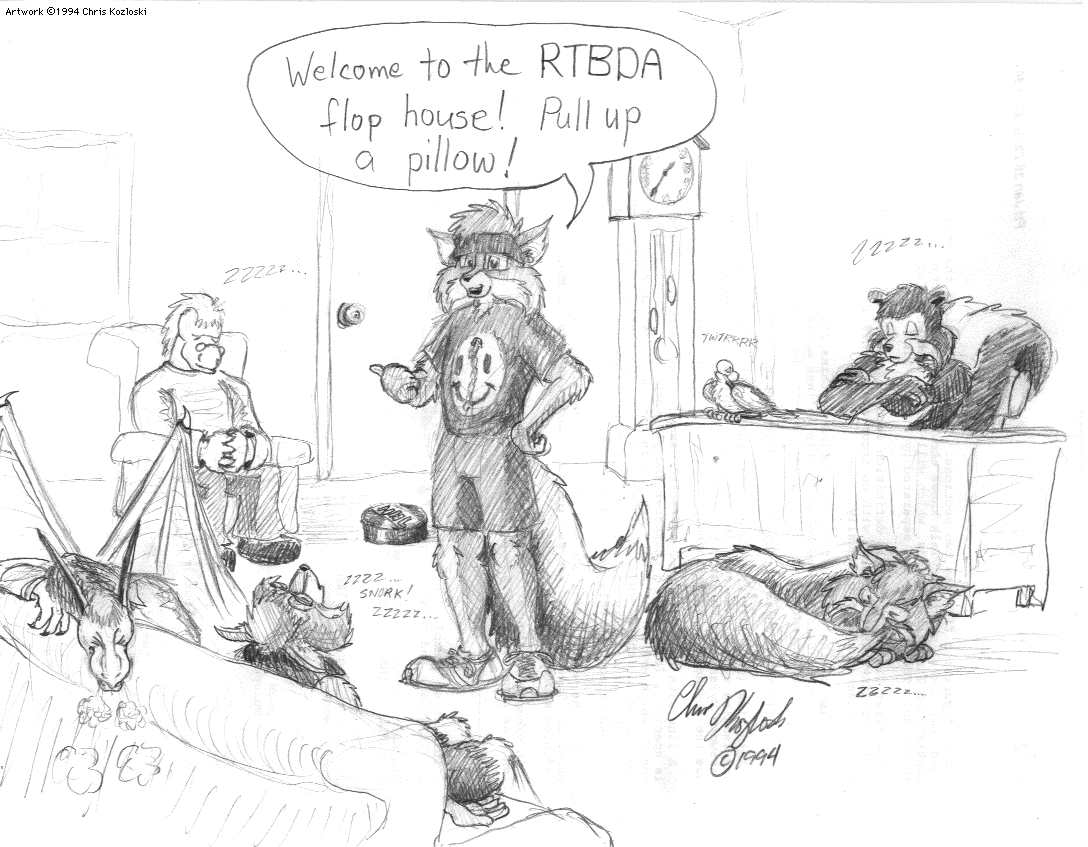 Artwork ©1994 Chris Kozloski
Welcome to the RTBDA
flop house! Pull up
a pillow!
ZZZZZ...
ZZZZZ...
TWTRRRR
ZZZZ...
SNORK!
ZZZZZ...
ZZZZZ....
Chris Kozloski
©1994